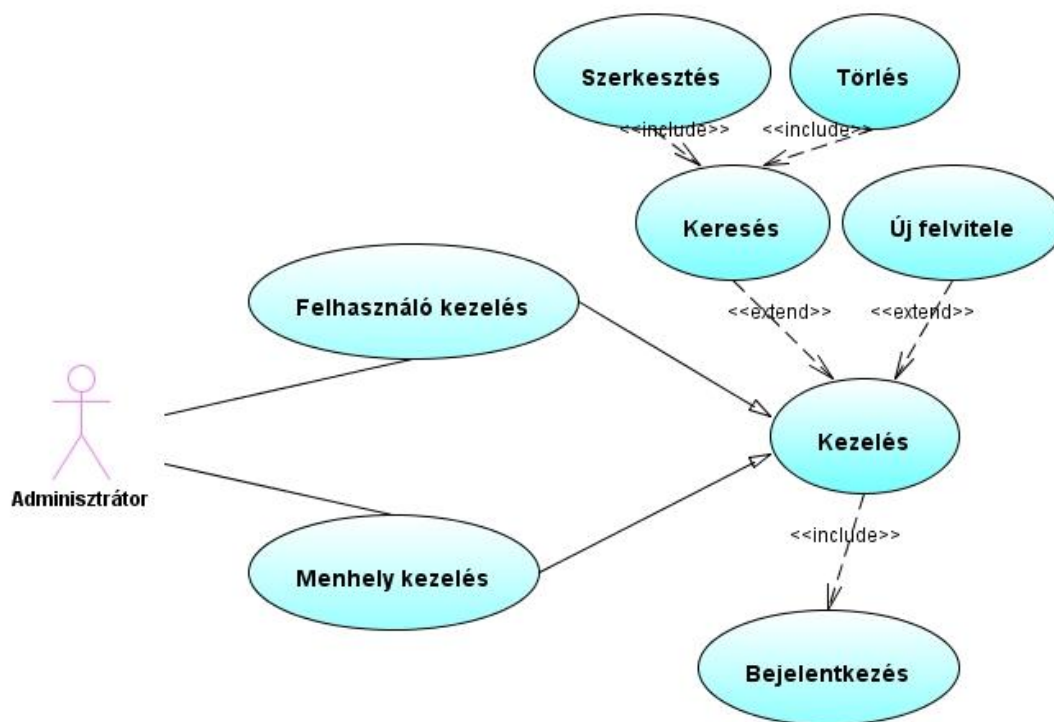 Szerkesztés
Törlés
<<include>>
<<include>>
Keresés
Új felvitele
Felhasználó kezelés
<<extend>>
<<extend>>
Kezelés
Adminisztrátor
<<include>>
Menhely kezelés
Bejelentkezés